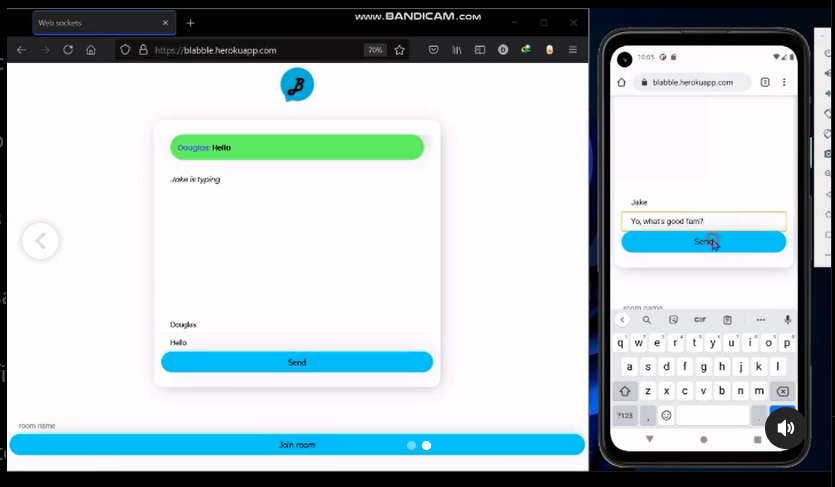 Web sockets
www.BANDICAM.com
https://blabble.herokuapp.com
70%
B
Douglas: Hello
Jake is typing
Douglas
Hello
Send
room name
Join room
10:05
blabble.herokuapp.com
3
Jake
Yo, what's good fam?
Send
room name
GIF
q w e r t y u i o p
a s d f g h j k l
z x c v b n m
?123 , .